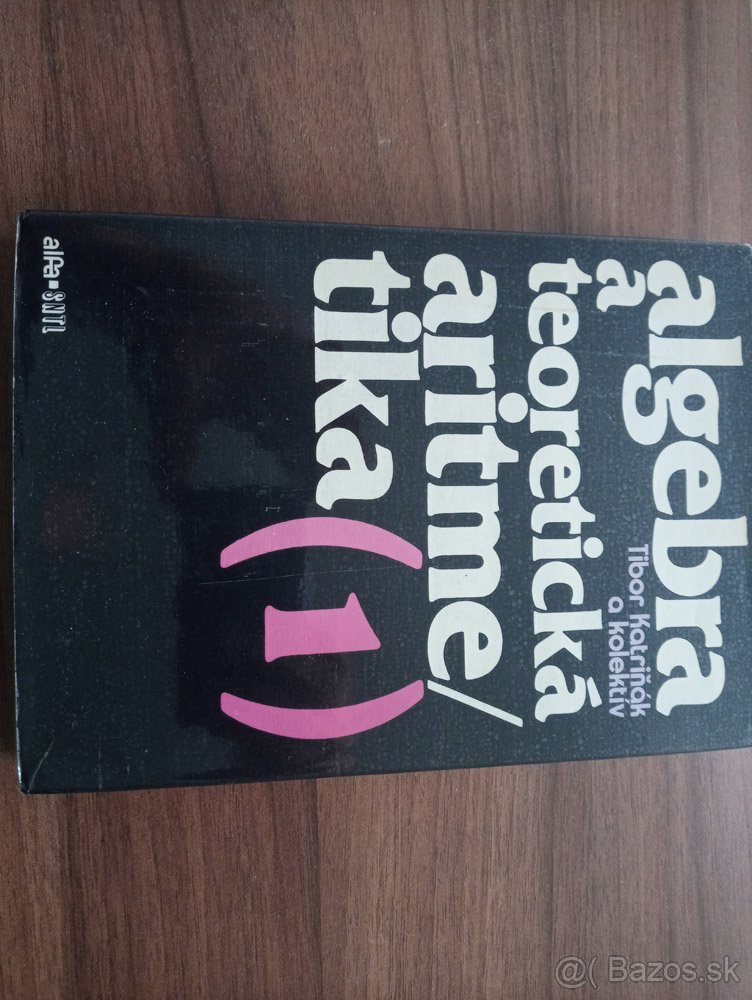 algebra
a
teoretická
aritme/
tika
(1)
Tibor Katriňák
a kolektív
alfa • SNTL
@( Bazos.sk